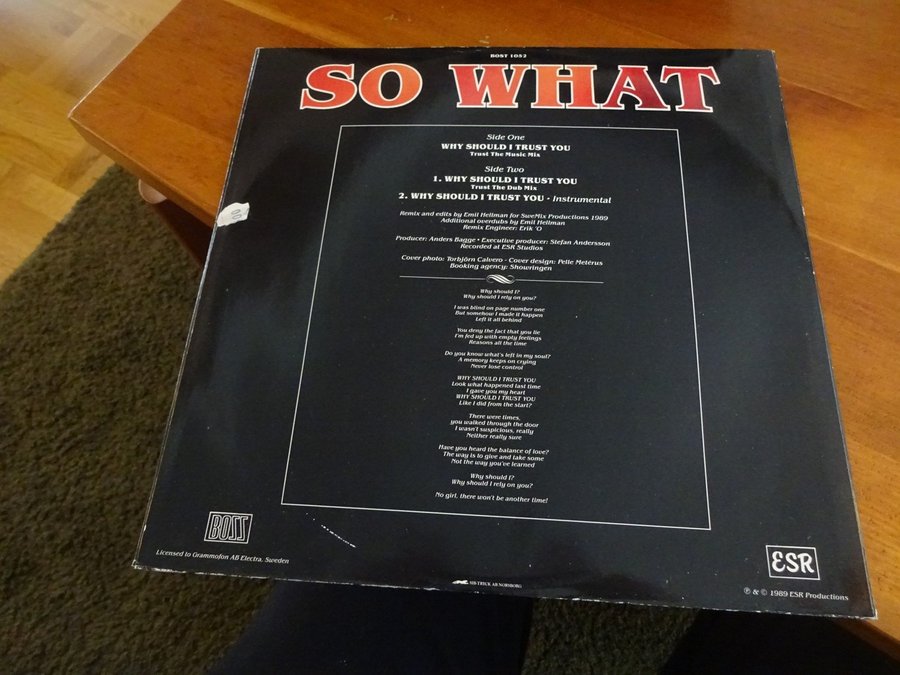 BOST 1052
SO WHAT
Side One
WHY SHOULD I TRUST YOU
Trust The Music Mix
Side Two
1. WHY SHOULD I TRUST YOU
Trust The Dub Mix
2. WHY SHOULD I TRUST YOU - Instrumental
Remix and edits by Emil Hellman for SweMix Productions 1989
Additional overdubs by Emil Hellman
Remix Engineer: Erik 'O
Producer: Anders Bagge • Executive producer: Stefan Andersson
Recorded at ESR Studios
Cover photo: Torbjörn Calvero - Cover design: Pelle Metérus
Booking agency: Showringen
Why should I?
Why should I rely on you?
I was blind on page number one
But somehow I made it happen
Left it all behind
You deny the fact that you lie
I'm fed up with empty feelings
Reasons all the time
Do you know what's left in my soul?
A memory keeps on crying
Never lose control
WHY SHOULD I TRUST YOU
Look what happened last time
I gave you my heart
WHY SHOULD I TRUST YOU
Like I did from the start?
There were times,
you walked through the door
I wasn't suspicious, really
Neither really sure
Have you heard the balance of love?
The way is to give and take some
Not the way you've learned
Why should I?
Why should I rely on you?
No girl, there won't be another time!
BOSS
Licensed to Grammofon AB Electra, Sweden
SIB-TRYCK AB NORSBORG
ESR
℗ & © 1989 ESR Productions